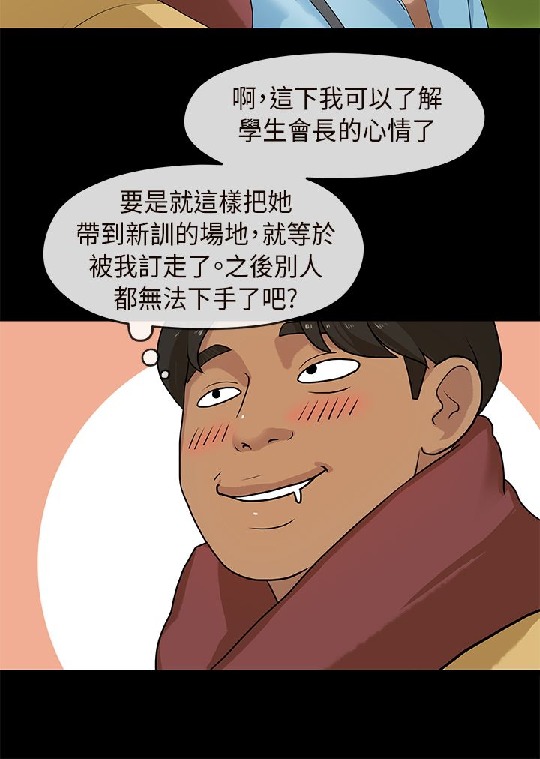 啊，這下我可以了解
學生會長的心情了
要是就這樣把她
帶到新訓的場地，就等於
被我訂走了。之後別人
都無法下手了吧？